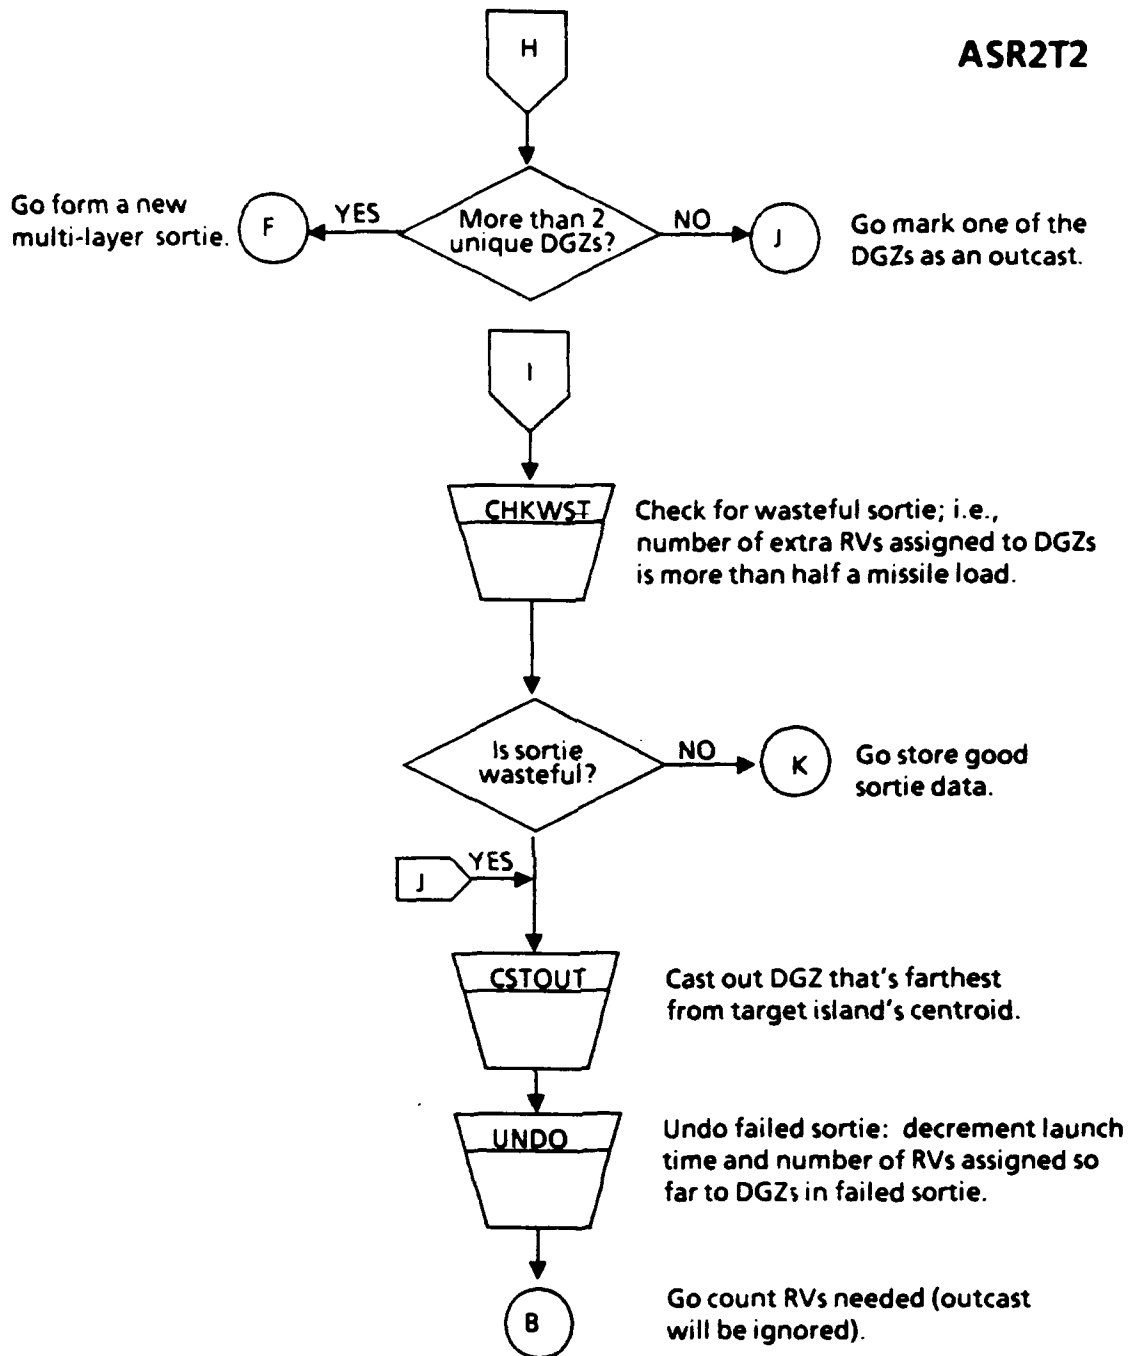 ASR2T2
H
Go form a new
multi-layer sortie.
F
YES
More than 2
unique DGZs?
NO
J
Go mark one of the
DGZs as an outcast.
I
CHKWST
Check for wasteful sortie; i.e.,
number of extra RVs assigned to DGZs
is more than half a missile load.
Is sortie
wasteful?
NO
K
Go store good
sortie data.
J
YES
CSTOUT
Cast out DGZ that's farthest
from target island's centroid.
UNDO
Undo failed sortie: decrement launch
time and number of RVs assigned so
far to DGZs in failed sortie.
B
Go count RVs needed (outcast
will be ignored).